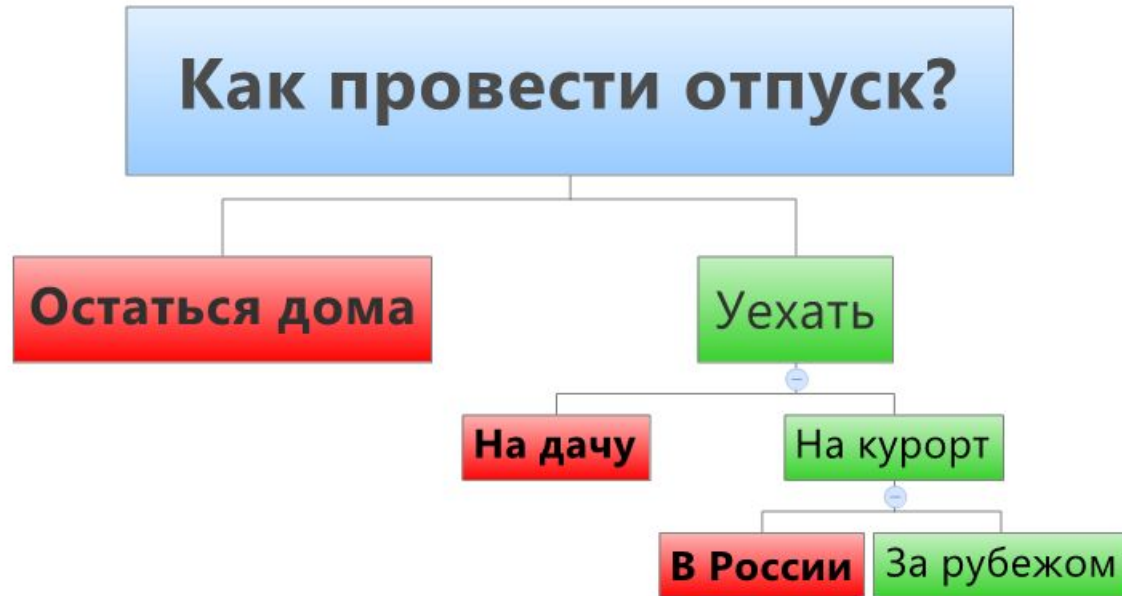 Как провести отпуск?
Остаться дома
Уехать
На дачу
На курорт
В России
За рубежом